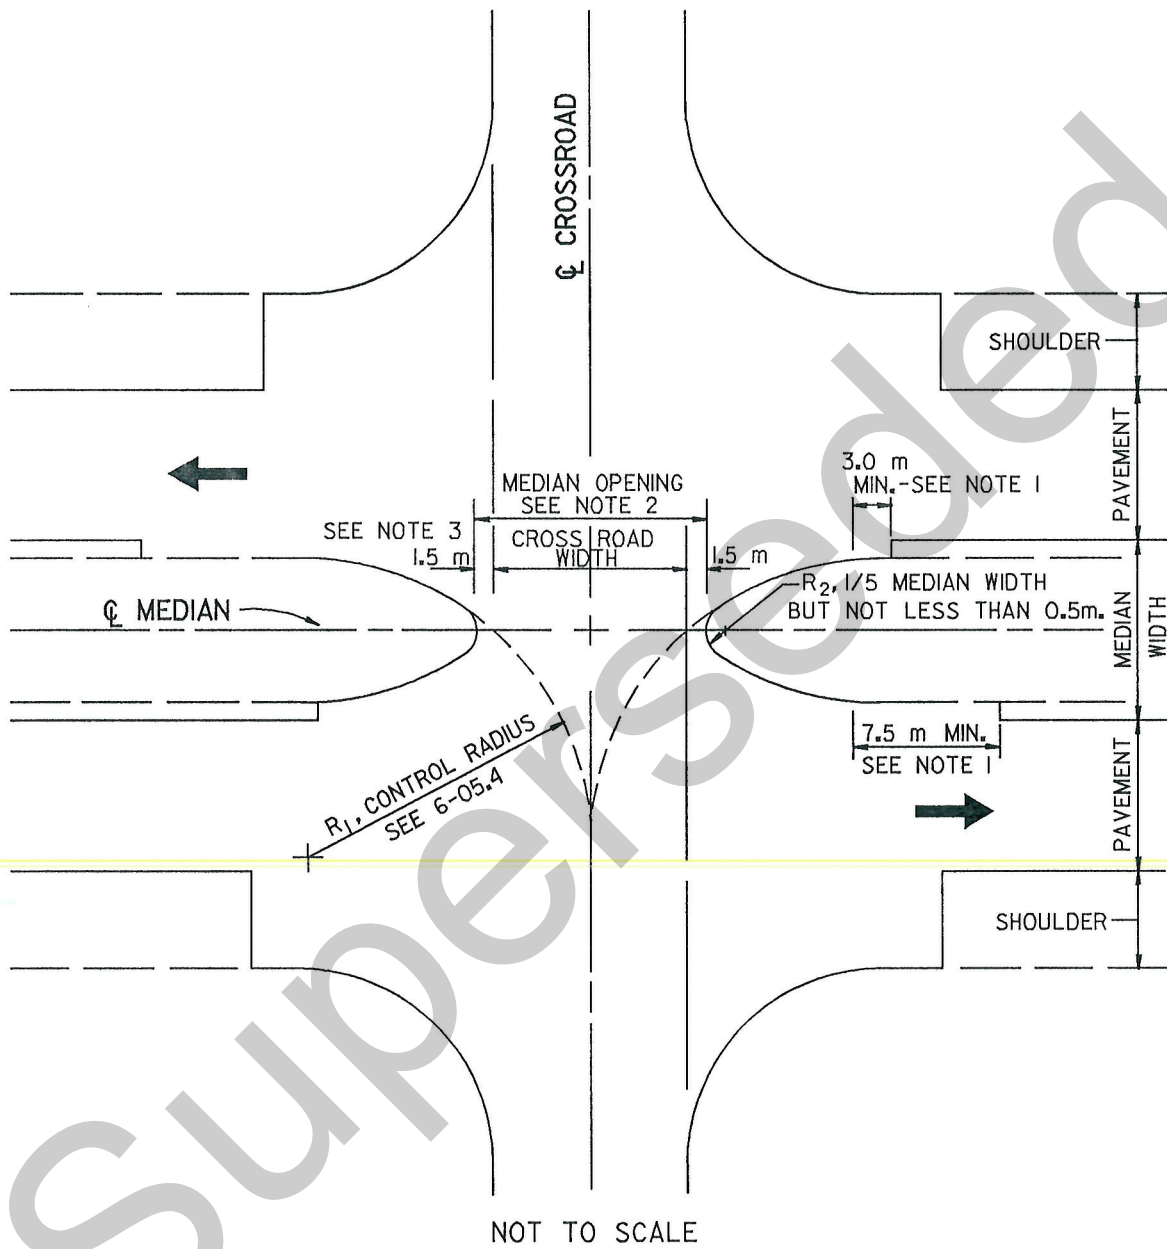 ℄ CROSSROAD
SHOULDER
PAVEMENT
3.0 m
MIN.-SEE NOTE 1
MEDIAN OPENING
SEE NOTE 2
SEE NOTE 3
1.5 m
CROSS ROAD
WIDTH
1.5 m
R2, 1/5 MEDIAN WIDTH
BUT NOT LESS THAN 0.5m.
℄ MEDIAN
MEDIAN
WIDTH
R1, CONTROL RADIUS
SEE 6-05.4
7.5 m MIN.
SEE NOTE 1
PAVEMENT
SHOULDER
NOT TO SCALE
Superseded